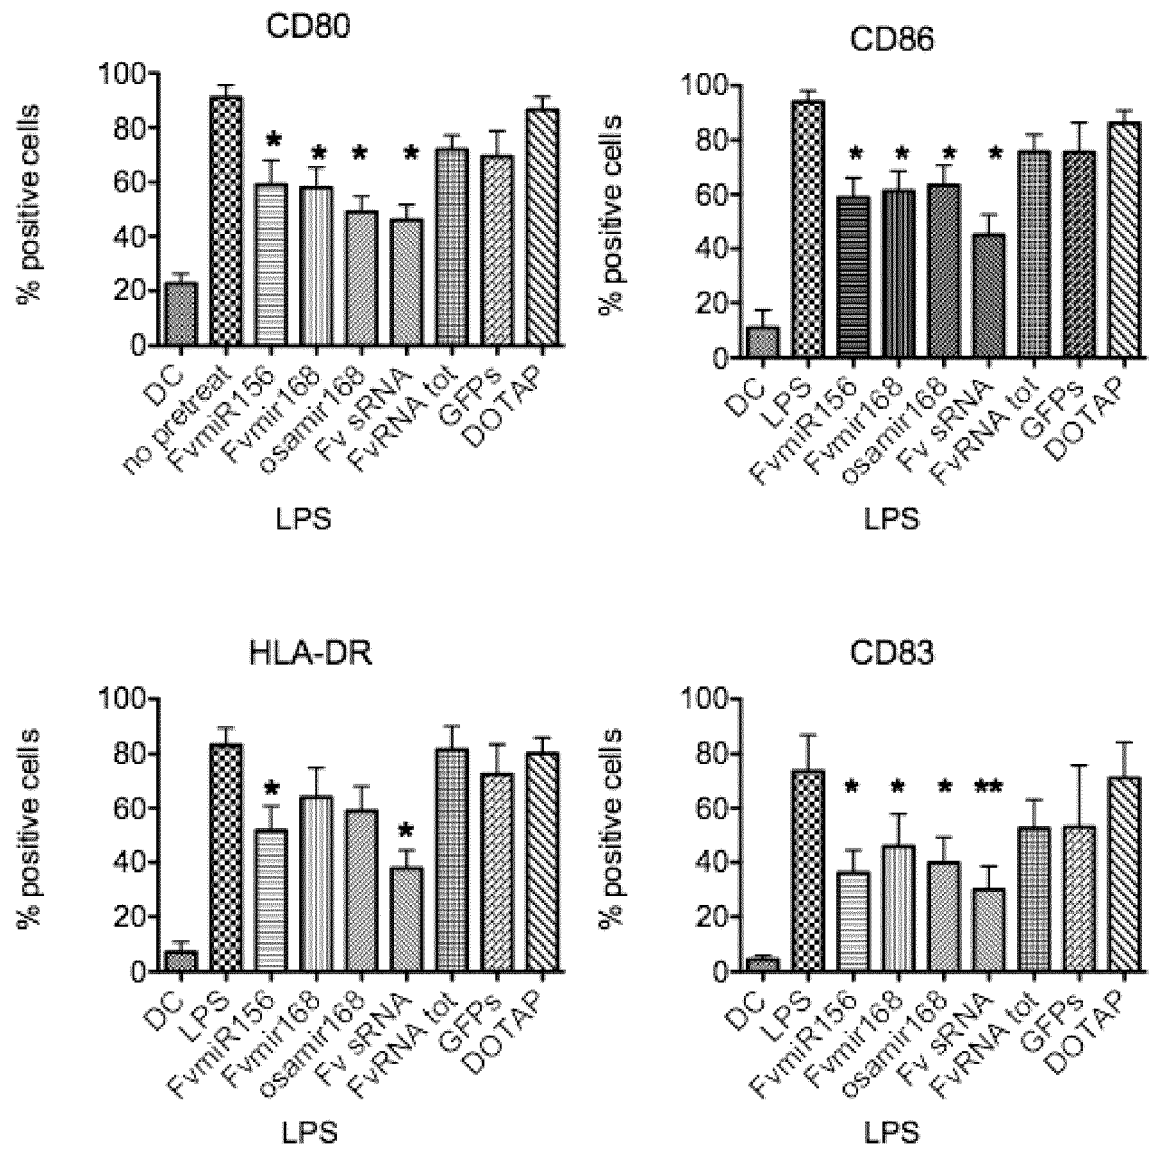 CD80
% positive cells
100
80
60
40
20
0
* * * *
DC no pretreat FvmiR156 Fvmir168 osamir168 Fv sRNA FvRNA tot GFPs DOTAP
LPS
CD86
% positive cells
100
80
60
40
20
0
* * * *
DC LPS FvmiR156 Fvmir168 osamir168 Fv sRNA FvRNA tot GFPs DOTAP
LPS
HLA-DR
% positive cells
100
80
60
40
20
0
* *
DC LPS FvmiR156 Fvmir168 osamir168 Fv sRNA FvRNA tot GFPs DOTAP
LPS
CD83
% positive cells
100
80
60
40
20
0
* * * **
DC LPS FvmiR156 Fvmir168 osamir168 Fv sRNA FvRNA tot GFPs DOTAP
LPS